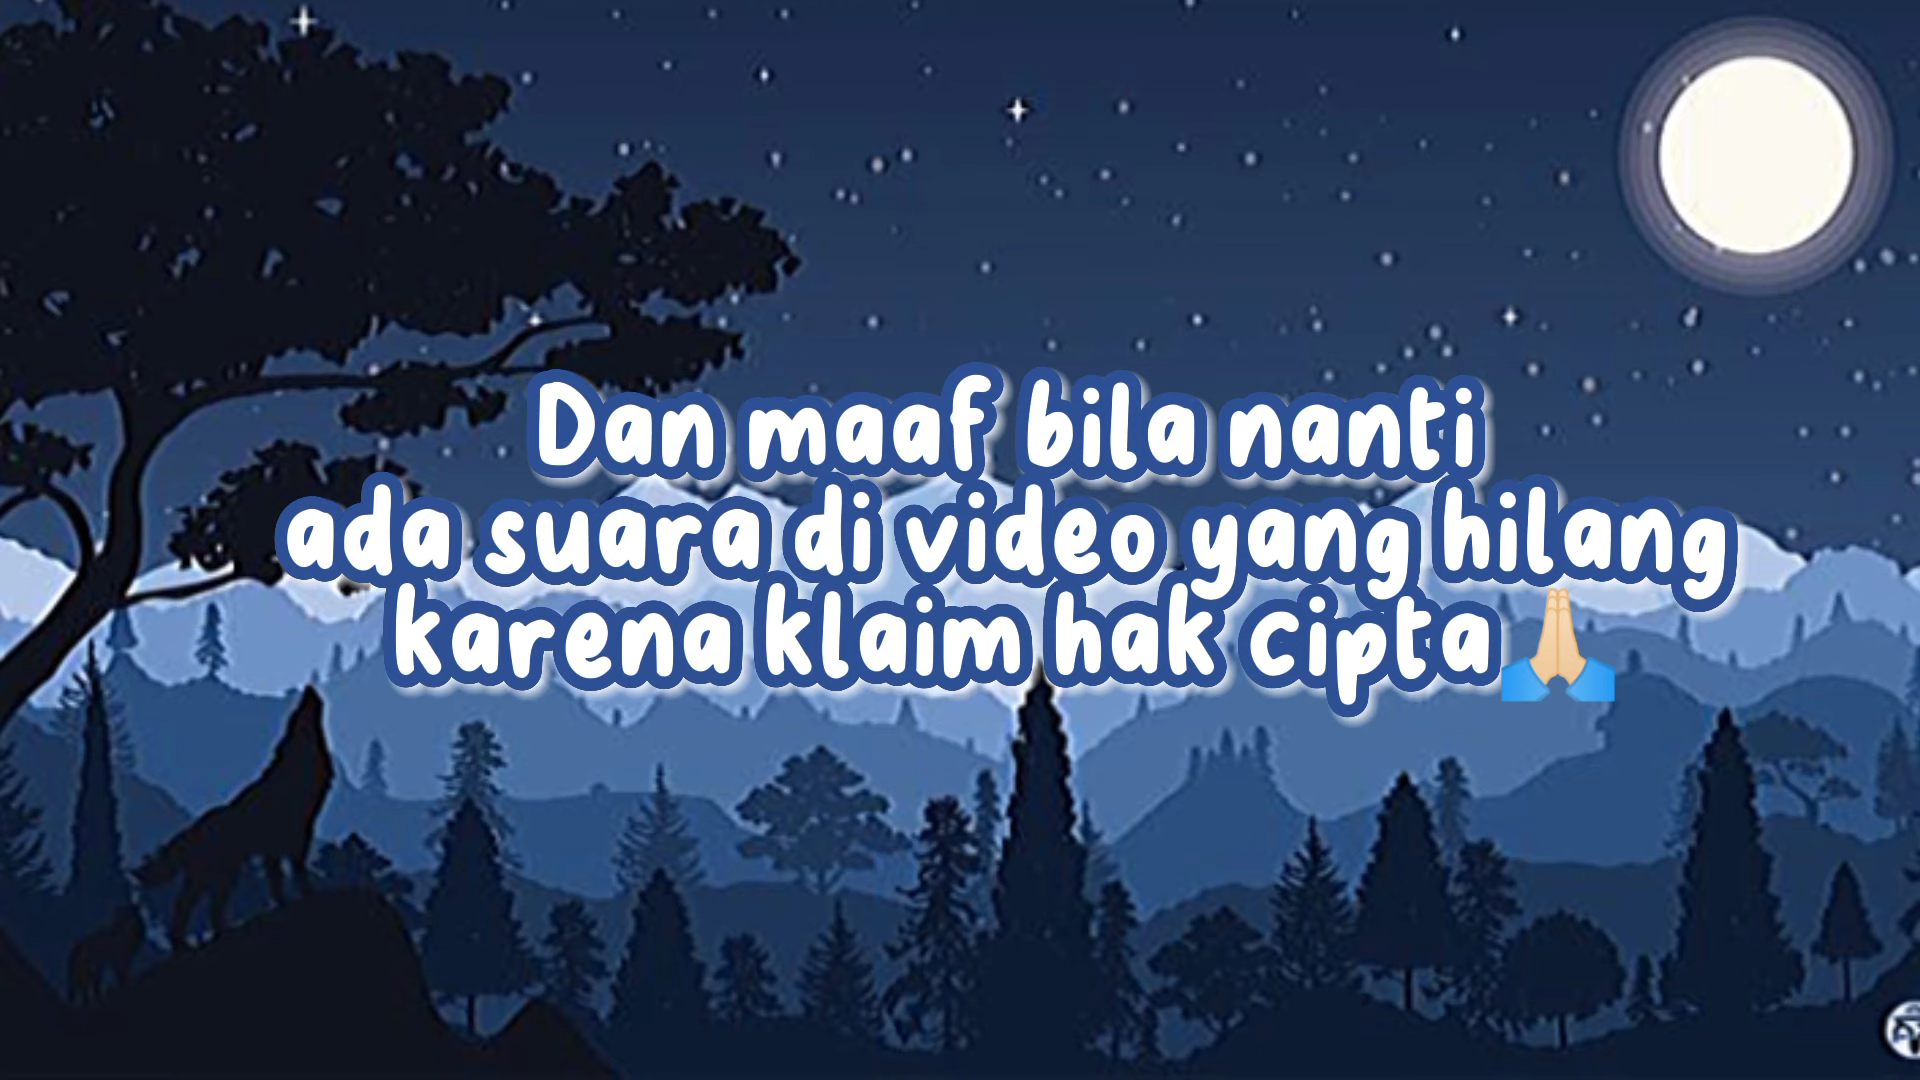 Dan maaf bila nanti
ada suara di video yang hilang
karena klaim hak cipta🙏🏼